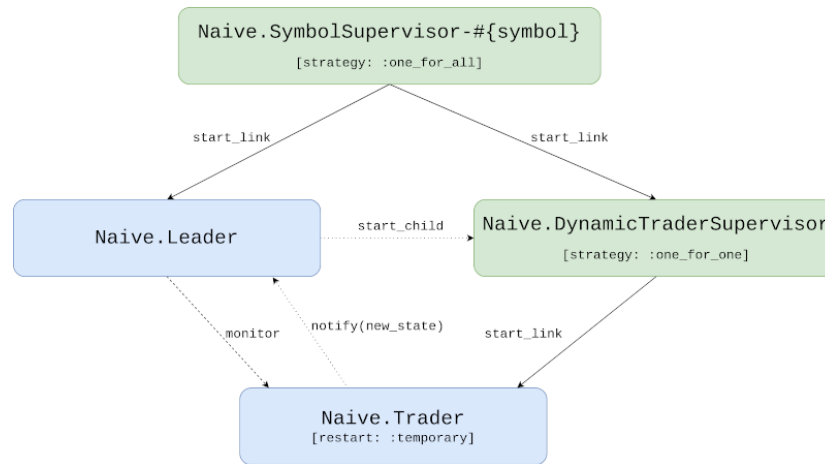 Naive.SymbolSupervisor-#{symbol}
[strategy: :one_for_all]
start_link
start_link
Naive.Leader
start_child
Naive.DynamicTraderSupervisor
[strategy: :one_for_one]
monitor
notify(new_state)
start_link
Naive.Trader
[restart: :temporary]